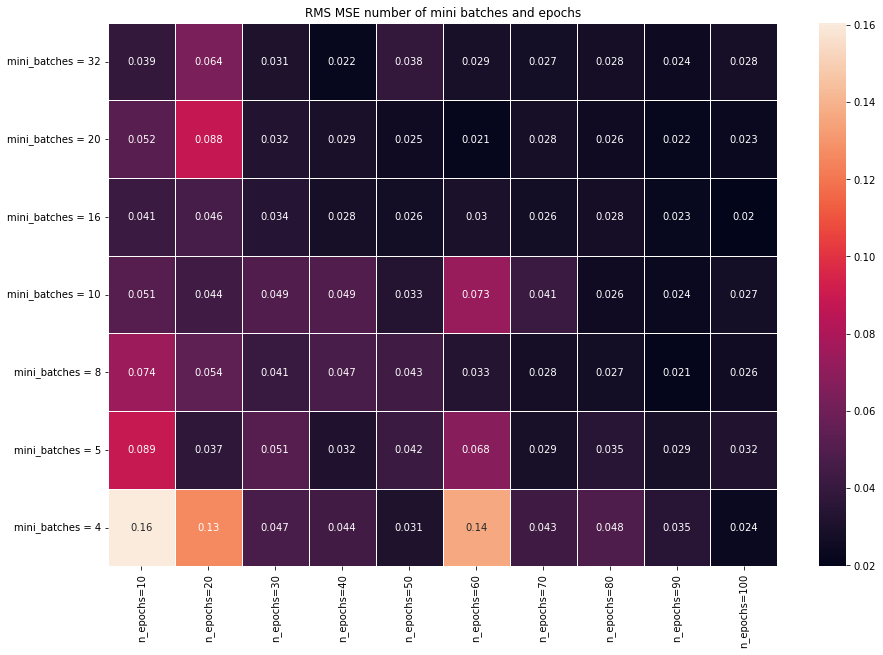 RMS MSE number of mini batches and epochs
mini_batches = 32 0.039 0.064 0.031 0.022 0.038 0.029 0.027 0.028 0.024 0.028
mini_batches = 20 0.052 0.088 0.032 0.029 0.025 0.021 0.028 0.026 0.022 0.023
mini_batches = 16 0.041 0.046 0.034 0.028 0.026 0.03 0.026 0.028 0.023 0.02
mini_batches = 10 0.051 0.044 0.049 0.049 0.033 0.073 0.041 0.026 0.024 0.027
mini_batches = 8 0.074 0.054 0.041 0.047 0.043 0.033 0.028 0.027 0.021 0.026
mini_batches = 5 0.089 0.037 0.051 0.032 0.042 0.068 0.029 0.035 0.029 0.032
mini_batches = 4 0.16 0.13 0.047 0.044 0.031 0.14 0.043 0.048 0.035 0.024
n_epochs=10
n_epochs=20
n_epochs=30
n_epochs=40
n_epochs=50
n_epochs=60
n_epochs=70
n_epochs=80
n_epochs=90
n_epochs=100
0.16
0.14
0.12
0.10
0.08
0.06
0.04
0.02